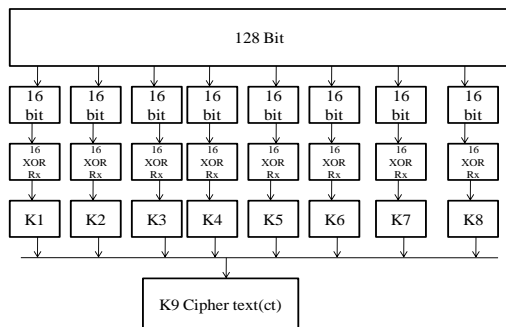 128 Bit
16 bit
16 bit
16 bit
16 bit
16 bit
16 bit
16 bit
16 bit
16 XOR Rx
16 XOR Rx
16 XOR Rx
16 XOR Rx
16 XOR Rx
16 XOR Rx
16 XOR Rx
16 XOR Rx
K1
K2
K3
K4
K5
K6
K7
K8
K9 Cipher text(ct)